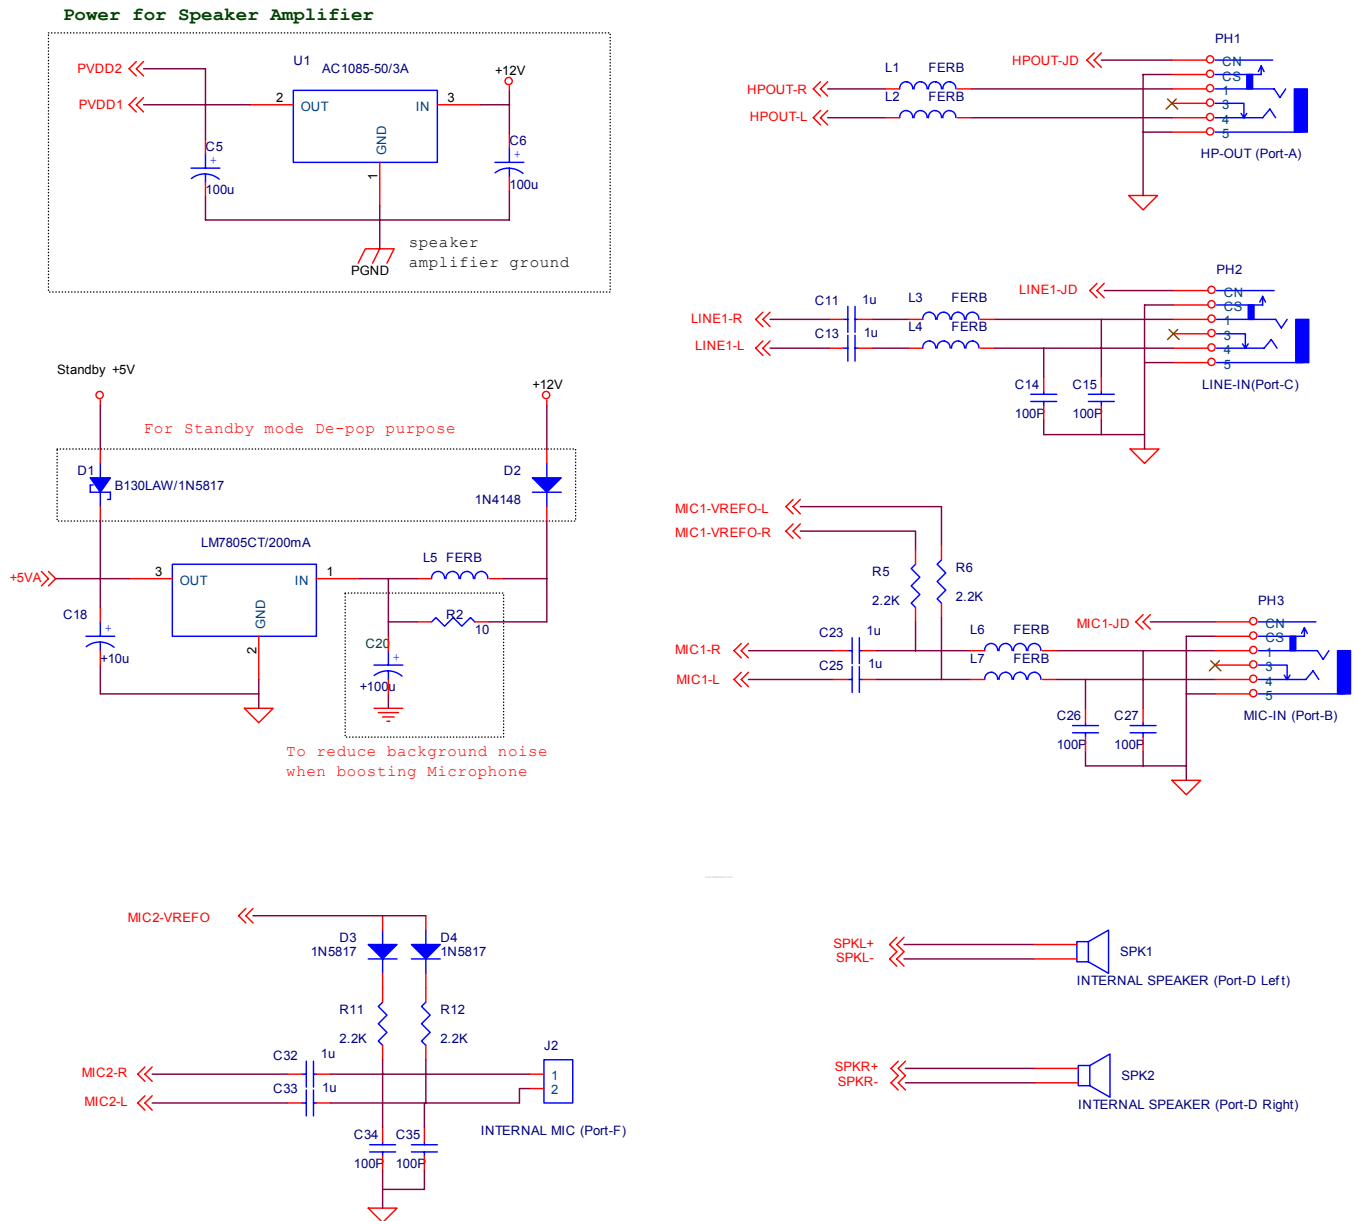 Power for Speaker Amplifier
U1
AC1085-50/3A
PVDD2
PVDD1
+12V
2
OUT
IN
3
GND
1
C5
+
100u
C6
+
100u
PGND
speaker
amplifier ground
Standby +5V
+12V
For Standby mode De-pop purpose
D1
B130LAW/1N5817
D2
1N4148
LM7805CT/200mA
L5 FERB
+5VA
3
OUT
IN
1
GND
2
C18
+
+10u
R2
10
C20
+
+100u
To reduce background noise
when boosting Microphone
MIC2-VREFO
D3
1N5817
D4
1N5817
R11
2.2K
R12
2.2K
C32
1u
J2
MIC2-R
1
C33
1u
2
MIC2-L
INTERNAL MIC (Port-F)
C34
100P
C35
100P
PH1
HPOUT-JD
CN
CS
L1 FERB
HPOUT-R
1
L2 FERB
3
HPOUT-L
4
5
HP-OUT (Port-A)
PH2
LINE1-JD
CN
CS
C11
1u
L3 FERB
LINE1-R
1
C13
1u
L4 FERB
3
LINE1-L
4
5
C14
100P
C15
100P
LINE-IN(Port-C)
MIC1-VREFO-L
MIC1-VREFO-R
R5
2.2K
R6
2.2K
PH3
MIC1-JD
CN
CS
C23
1u
L6 FERB
MIC1-R
1
C25
1u
L7 FERB
3
MIC1-L
4
5
C26
100P
C27
100P
MIC-IN (Port-B)
SPKL+
SPKL-
SPK1
INTERNAL SPEAKER (Port-D Left)
SPKR+
SPKR-
SPK2
INTERNAL SPEAKER (Port-D Right)